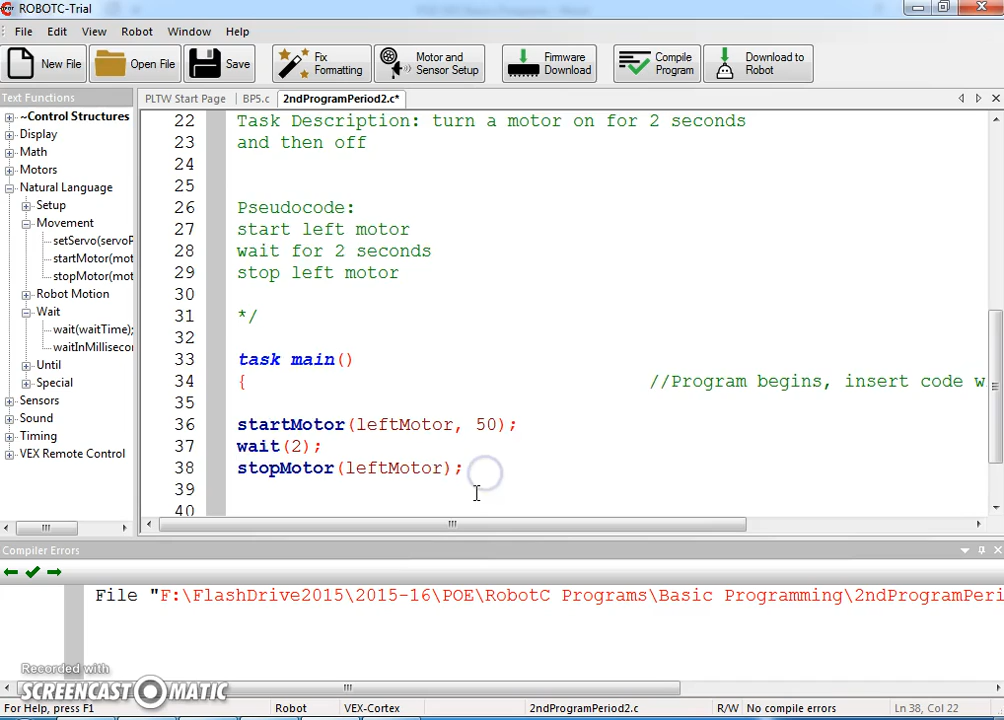 ROBOTC-Trial
File Edit View Robot Window Help
New File Open File Save Fix Formatting Motor and Sensor Setup Firmware Download Compile Program Download to Robot
Text Functions
PLTW Start Page BP5.c 2ndProgramPeriod2.c*
~Control Structures
Display
Math
Motors
Natural Language
Setup
Movement
setServo(servoP
startMotor(mot
stopMotor(mot
Robot Motion
Wait
wait(waitTime);
waitInMillisecon
Until
Special
Sensors
Sound
Timing
VEX Remote Control
22 Task Description: turn a motor on for 2 seconds
23 and then off
24
25
26 Pseudocode:
27 start left motor
28 wait for 2 seconds
29 stop left motor
30
31 */
32
33 task main()
34 { //Program begins, insert code w
35
36 startMotor(leftMotor, 50);
37 wait(2);
38 stopMotor(leftMotor);
39
40
Compiler Errors
File "F:\FlashDrive2015\2015-16\POE\RobotC Programs\Basic Programming\2ndProgramPeri
Recorded with
SCREENCAST MATIC
For Help, press F1 Robot VEX-Cortex 2ndProgramPeriod2.c R/W No compile errors Ln 38, Col 22